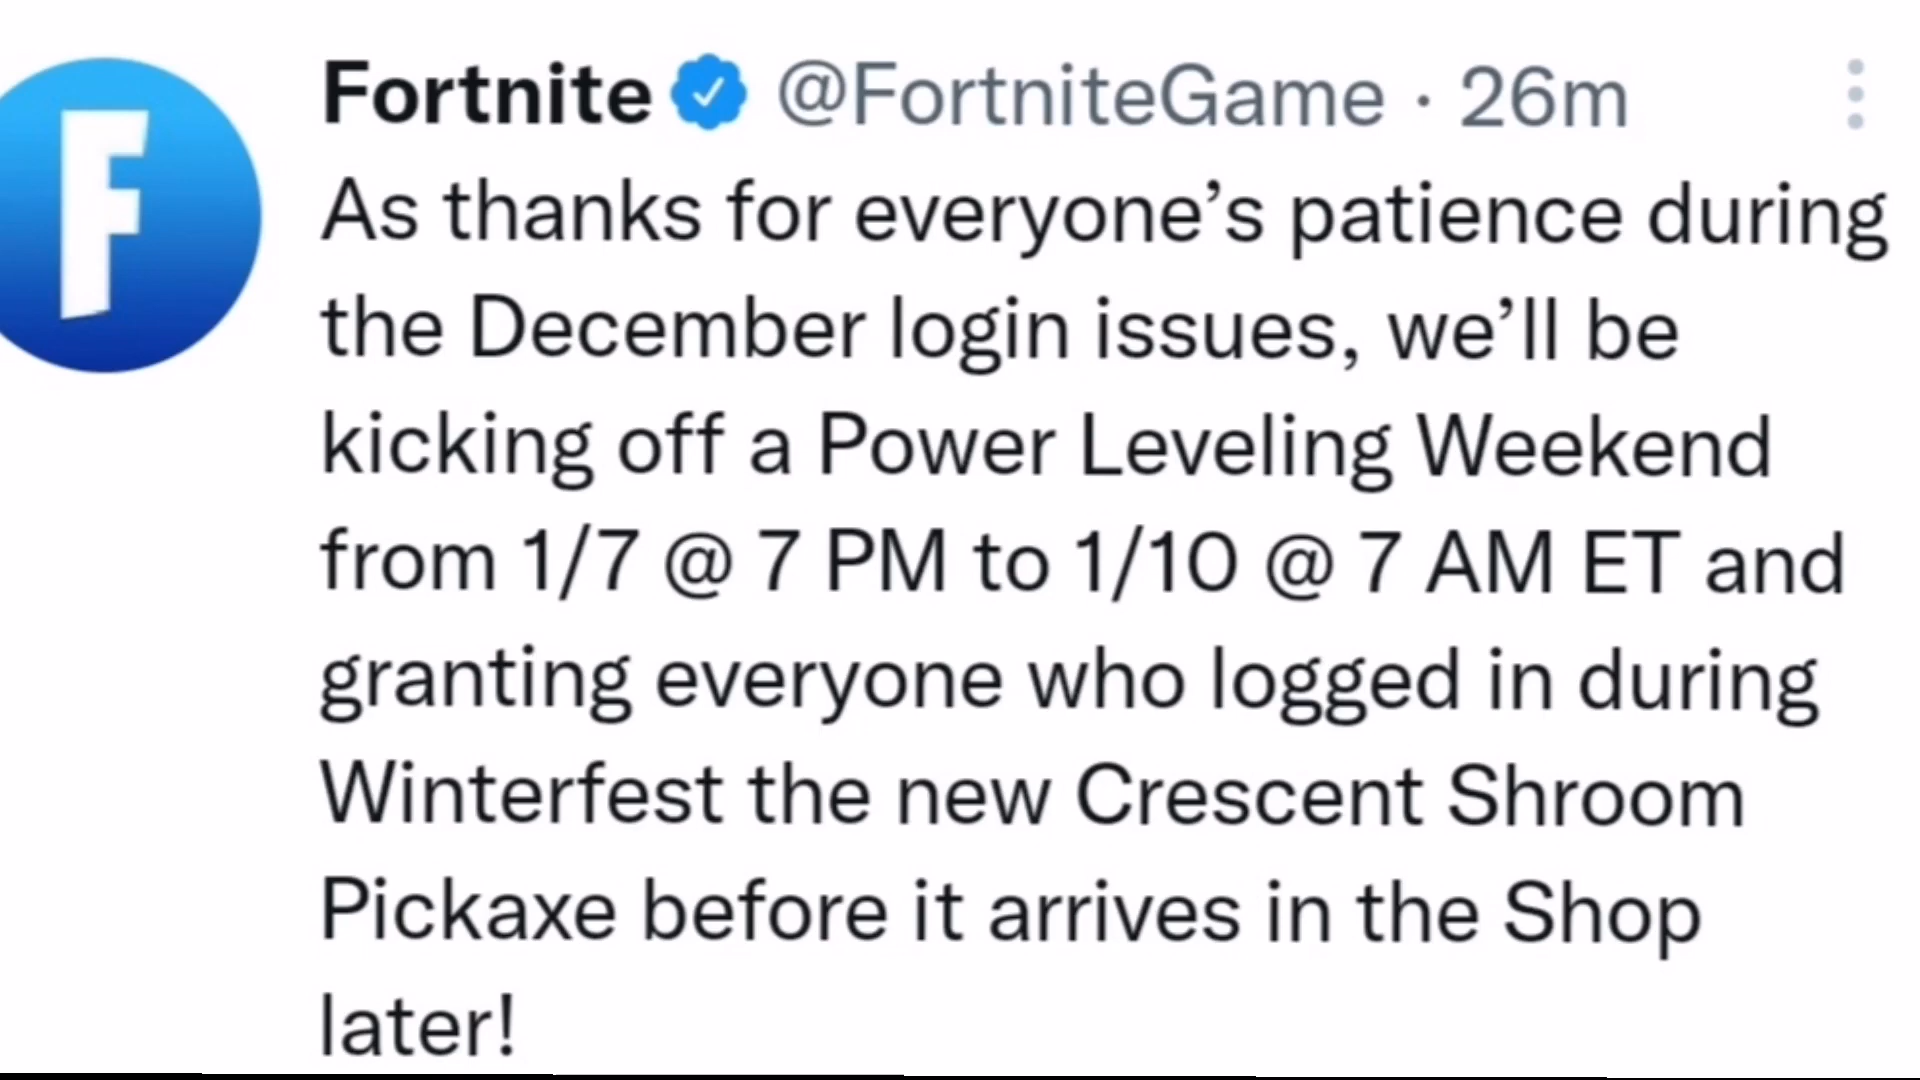 Fortnite @FortniteGame · 26m
As thanks for everyone’s patience during
the December login issues, we’ll be
kicking off a Power Leveling Weekend
from 1/7 @ 7 PM to 1/10 @ 7 AM ET and
granting everyone who logged in during
Winterfest the new Crescent Shroom
Pickaxe before it arrives in the Shop
later!